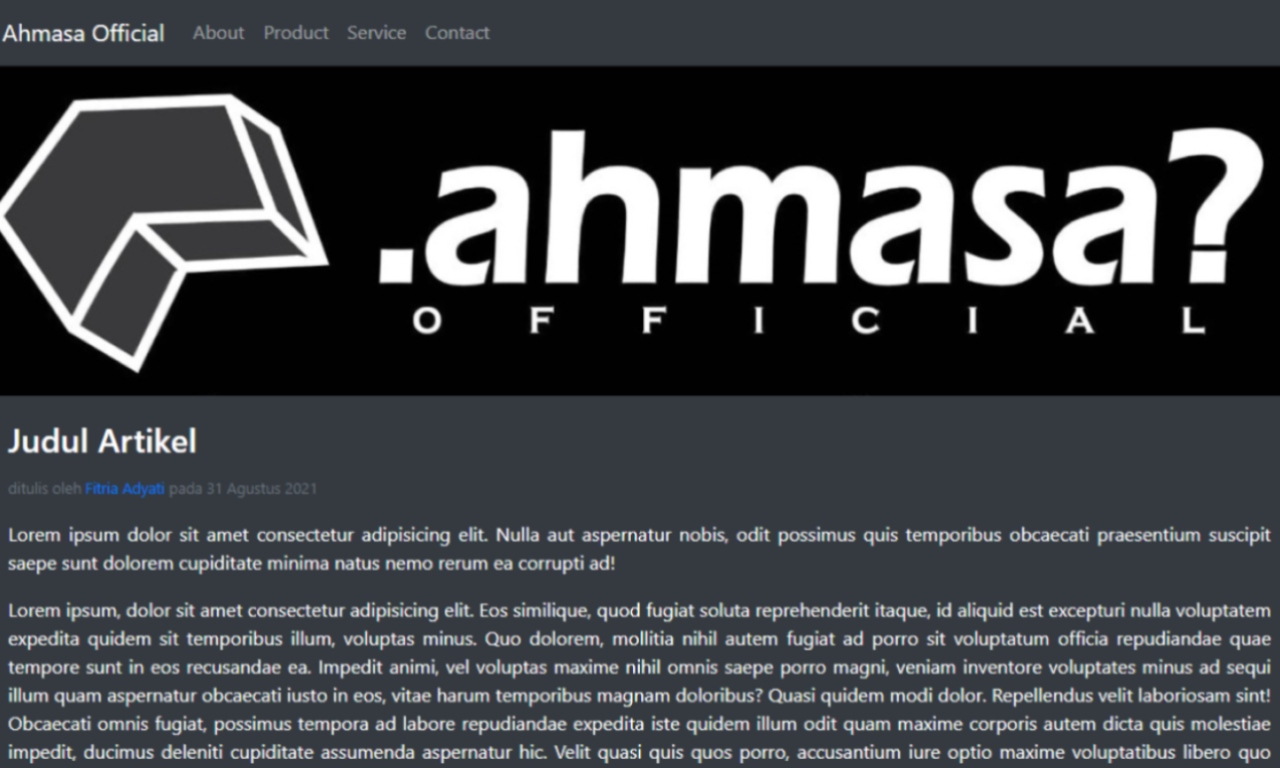 Ahmasa Official About Product Service Contact
.ahmasa?
OFFICIAL
Judul Artikel
ditulis oleh Fitria Adyati pada 31 Agustus 2021
Lorem ipsum dolor sit amet consectetur adipisicing elit. Nulla aut aspernatur nobis, odit possimus quis temporibus obcaecati praesentium suscipit
saepe sunt dolorem cupiditate minima natus nemo rerum ea corrupti ad!
Lorem ipsum, dolor sit amet consectetur adipisicing elit. Eos similique, quod fugiat soluta reprehenderit itaque, id aliquid est excepturi nulla voluptatem
expedita quidem sit temporibus illum, voluptas minus. Quo dolorem, mollitia nihil autem fugiat ad porro sit voluptatum officia repudiandae quae
tempore sunt in eos recusandae ea. Impedit animi, vel voluptas maxime nihil omnis saepe porro magni, veniam inventore voluptates minus ad sequi
illum quam aspernatur obcaecati iusto in eos, vitae harum temporibus magnam doloribus? Quasi quidem modi dolor. Repellendus velit laboriosam sint!
Obcaecati omnis fugiat, possimus tempora ad labore repudiandae expedita iste quidem illum odit quam maxime corporis autem dicta quis molestiae
impedit, ducimus deleniti cupiditate assumenda aspernatur hic. Velit quasi quis quos porro, accusantium iure optio maxime voluptatibus libero quo